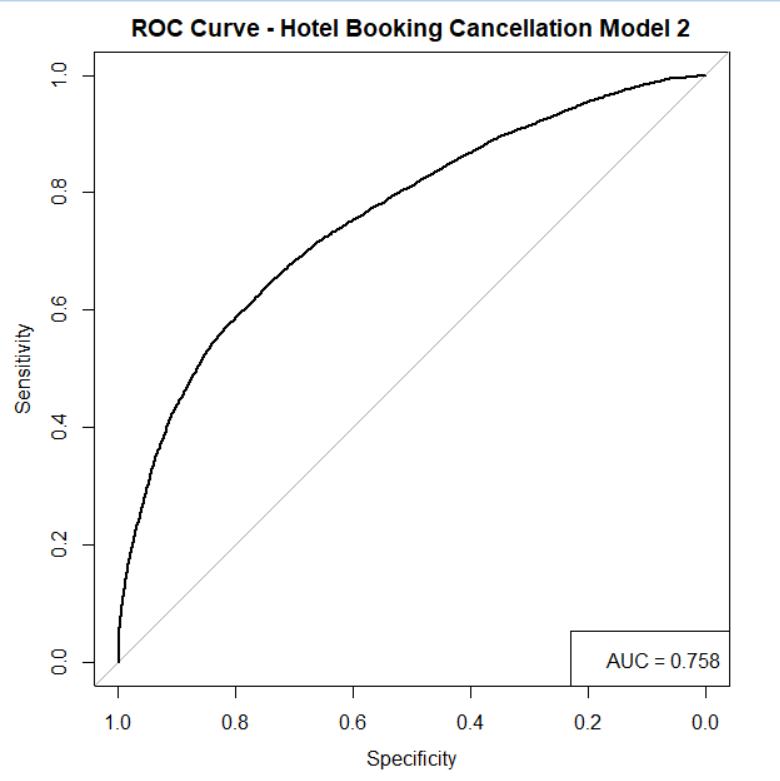 ROC Curve - Hotel Booking Cancellation Model 2
Sensitivity
1.0
0.8
0.6
0.4
0.2
0.0
AUC = 0.758
1.0 0.8 0.6 0.4 0.2 0.0
Specificity